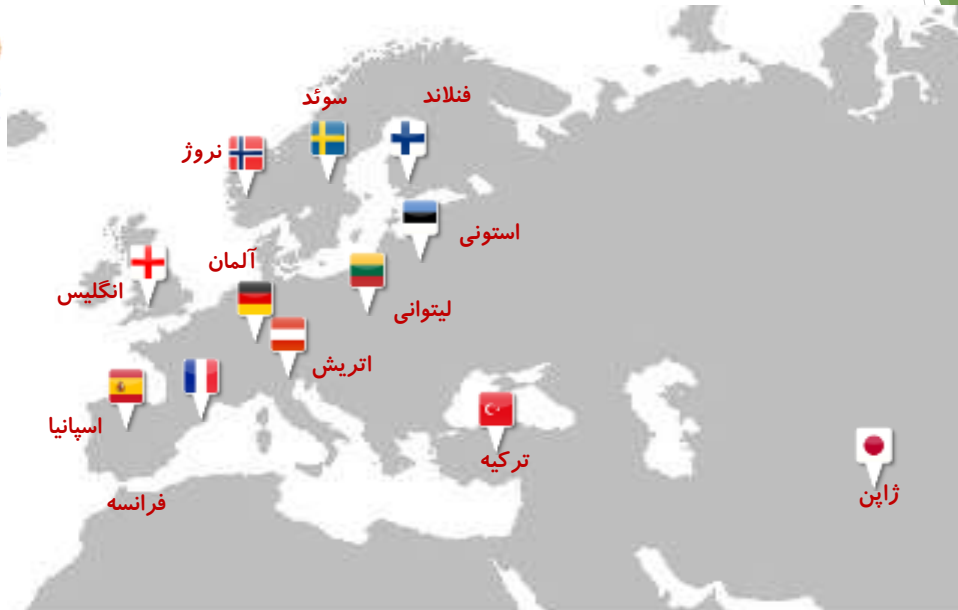 فنلاند
سوئد
نروژ
استونی
آلمان
انگلیس
لیتوانی
اتریش
اسپانیا
ترکیه
ژاپن
فرانسه